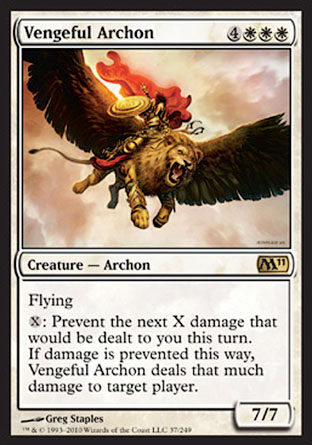 Vengeful Archon 4
Creature — Archon M11
Flying
X: Prevent the next X damage that
would be dealt to you this turn.
If damage is prevented this way,
Vengeful Archon deals that much
damage to target player.
Greg Staples
™ & © 1993–2010 Wizards of the Coast LLC 37/249
7/7